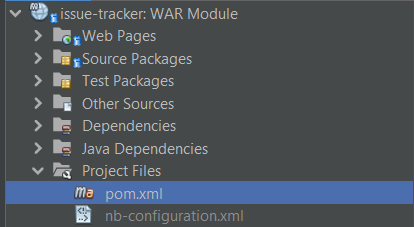 issue-tracker: WAR Module
Web Pages
Source Packages
Test Packages
Other Sources
Dependencies
Java Dependencies
Project Files
pom.xml
nb-configuration.xml